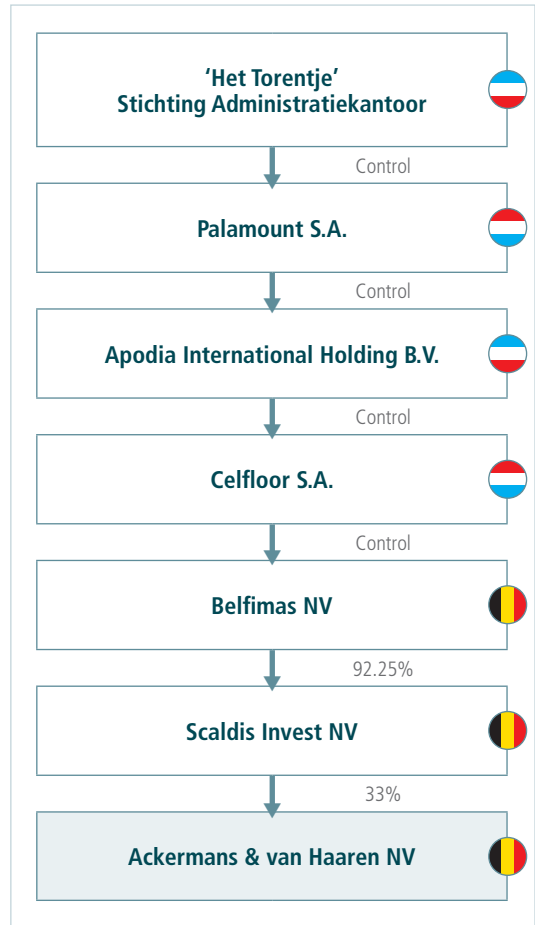 ‘Het Torentje’
Stichting Administratiekantoor
Control
Palamount S.A.
Control
Apodia International Holding B.V.
Control
Celfloor S.A.
Control
Belfimas NV
92.25%
Scaldis Invest NV
33%
Ackermans & van Haaren NV